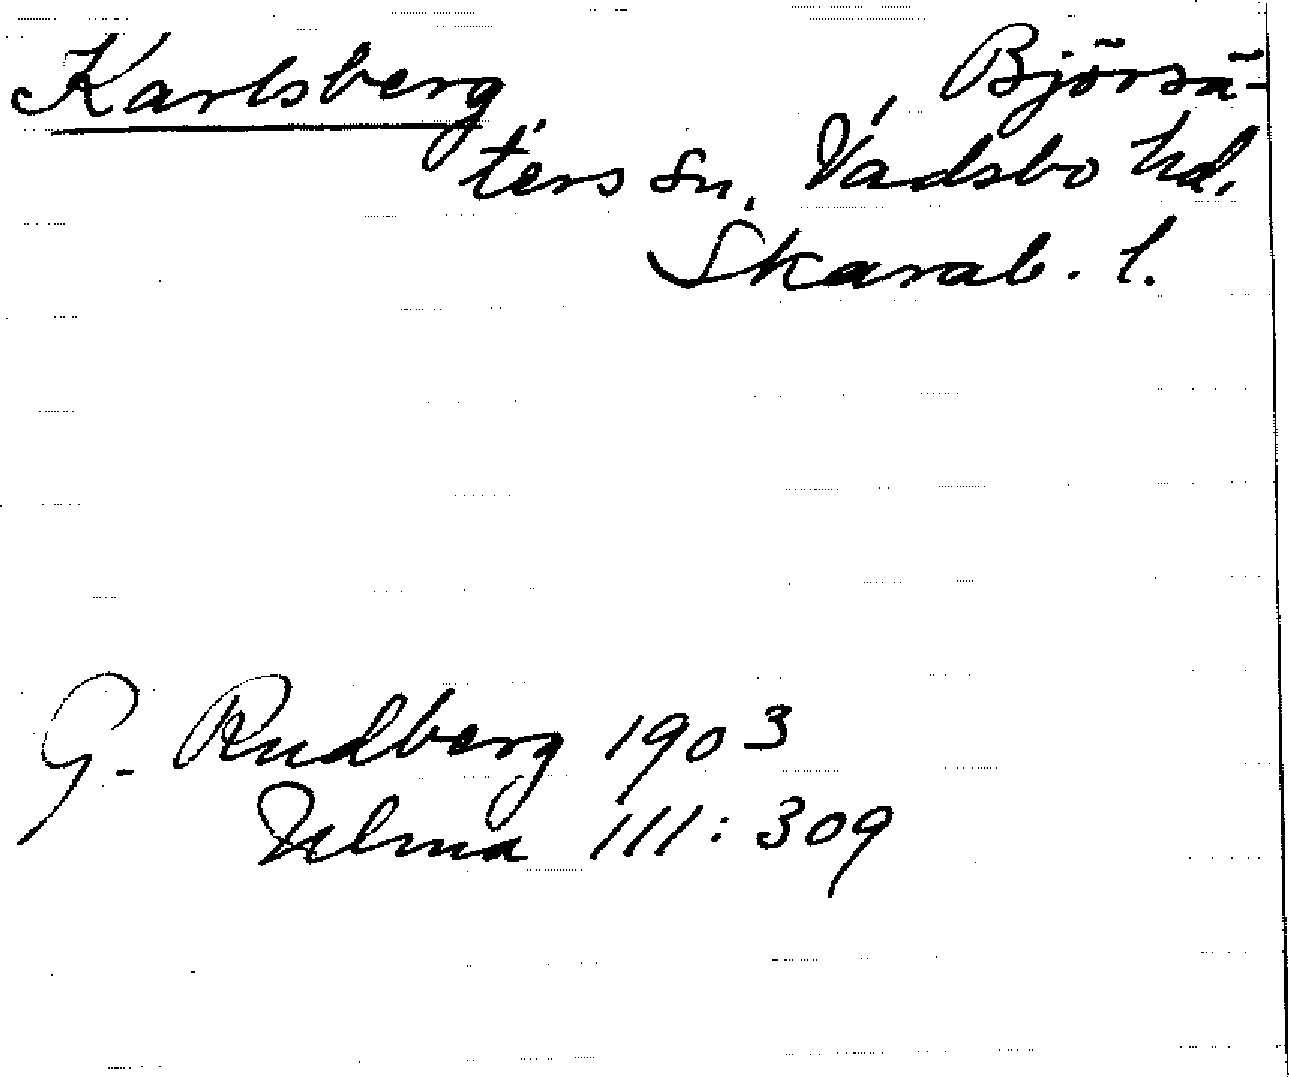 Karlsberg Björsä-
ters sn, Vadsbo hd,
Skarab. l.
G. Rudberg 1903
Ulma 111:309